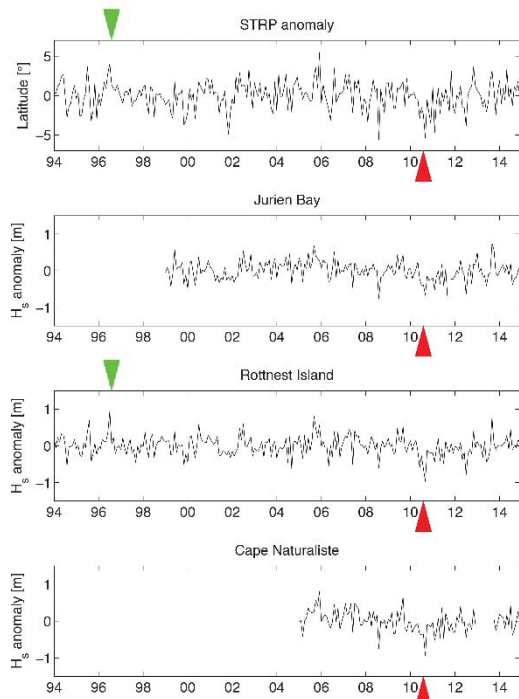 STRP anomaly
Latitude [°]
5
0
−5
94 96 98 00 02 04 06 08 10 12 14
Jurien Bay
Hs anomaly [m]
1
0
−1
94 96 98 00 02 04 06 08 10 12 14
Rottnest Island
Hs anomaly [m]
1
0
−1
94 96 98 00 02 04 06 08 10 12 14
Cape Naturaliste
Hs anomaly [m]
1
0
−1
94 96 98 00 02 04 06 08 10 12 14